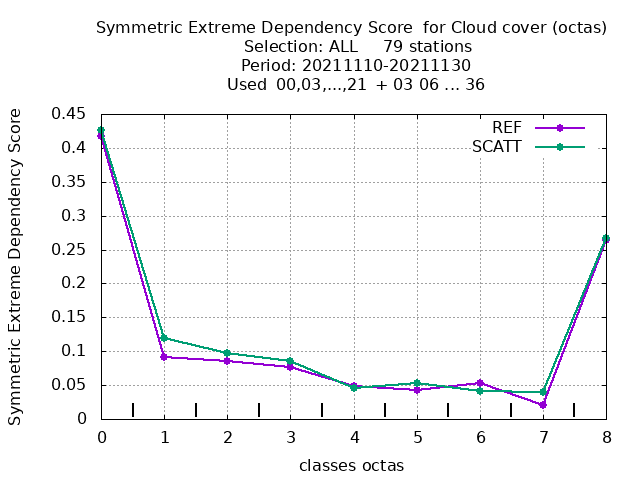 Symmetric Extreme Dependency Score for Cloud cover (octas)
Selection: ALL 79 stations
Period: 20211110-20211130
Used 00,03,...,21 + 03 06 ... 36
Symmetric Extreme Dependency Score
REF
SCATT
0.45
0.4
0.35
0.3
0.25
0.2
0.15
0.1
0.05
0
0 1 2 3 4 5 6 7 8
classes octas